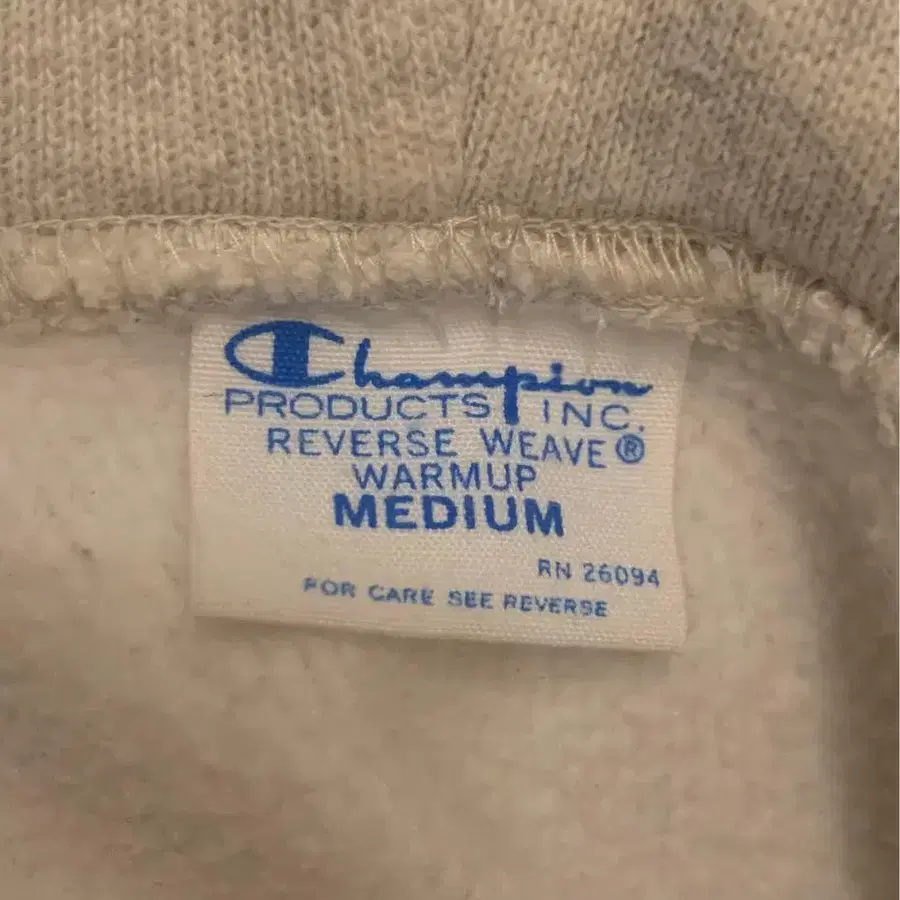 Champion
PRODUCTS INC.
REVERSE WEAVE®
WARMUP
MEDIUM
RN 26094
FOR CARE SEE REVERSE